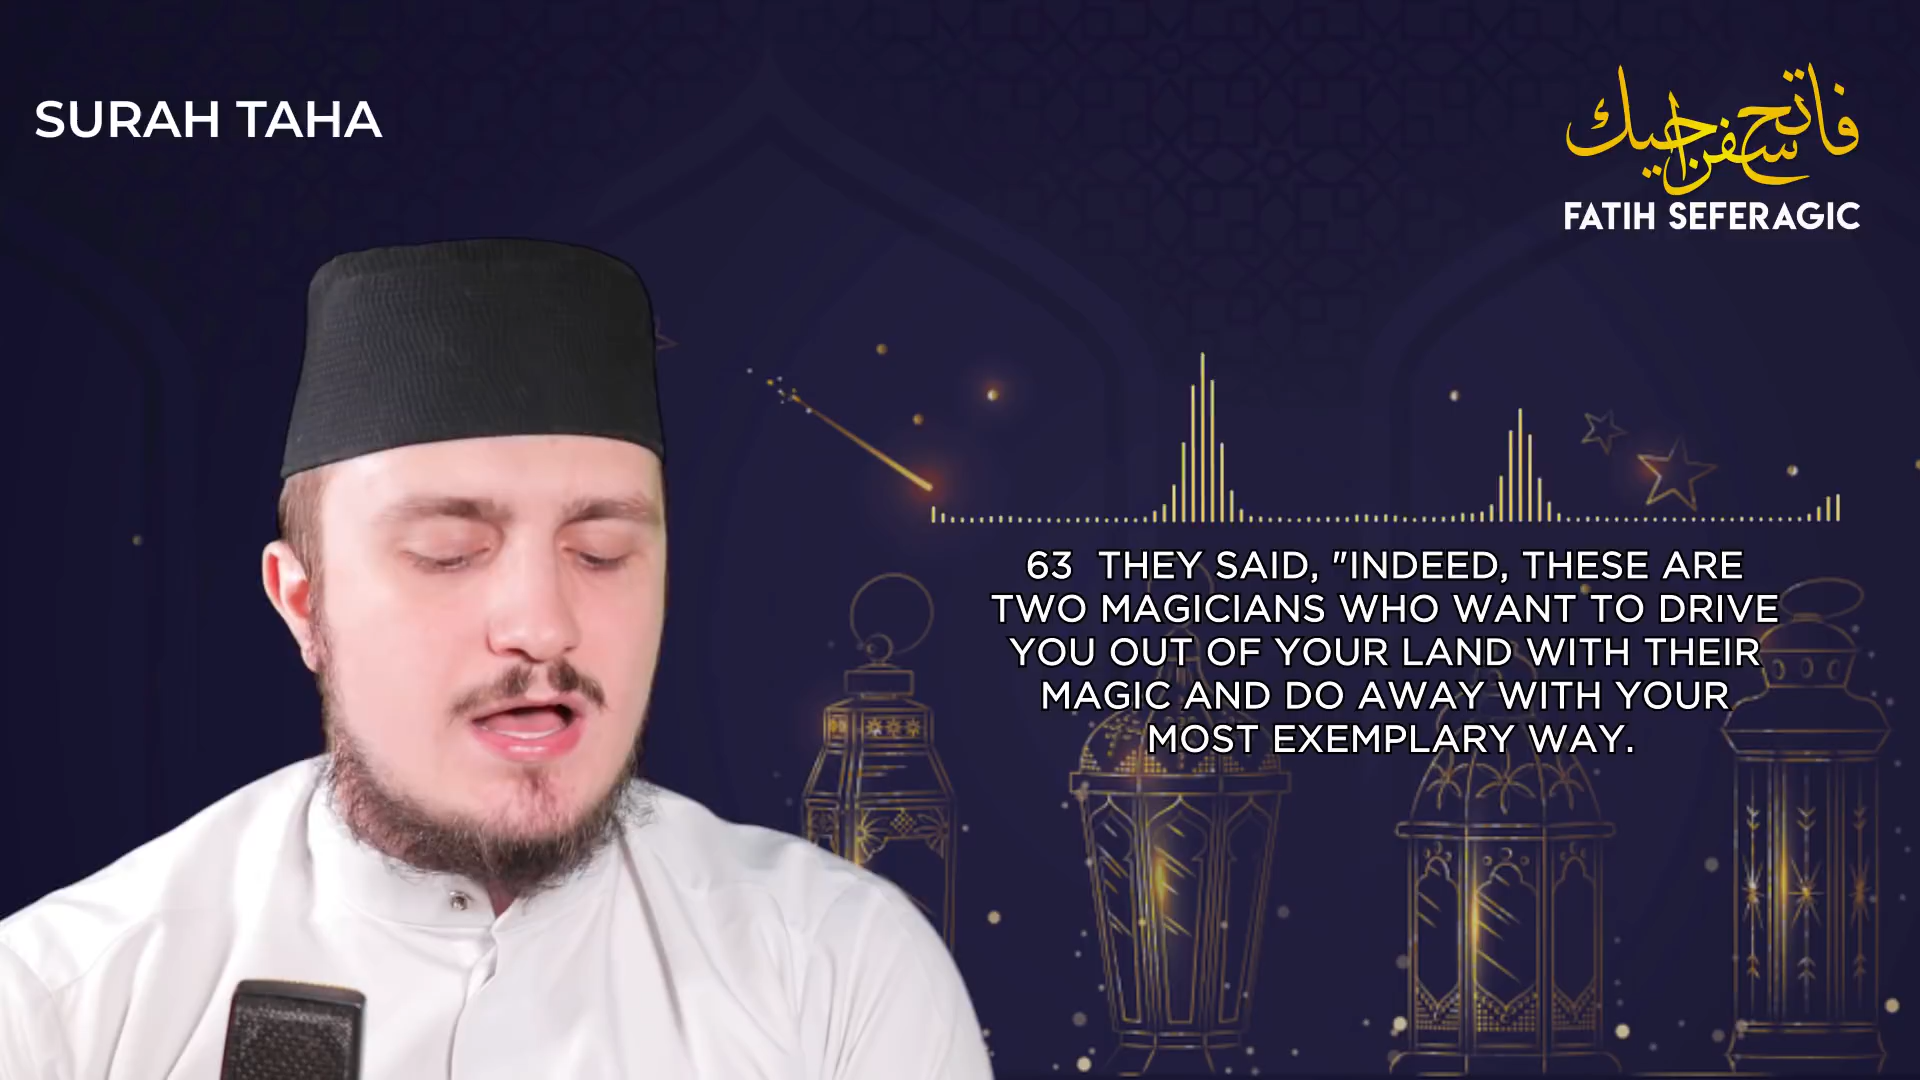 SURAH TAHA
فاتح سفراجيك
FATIH SEFERAGIC
63 THEY SAID, "INDEED, THESE ARE
TWO MAGICIANS WHO WANT TO DRIVE
YOU OUT OF YOUR LAND WITH THEIR
MAGIC AND DO AWAY WITH YOUR
MOST EXEMPLARY WAY.